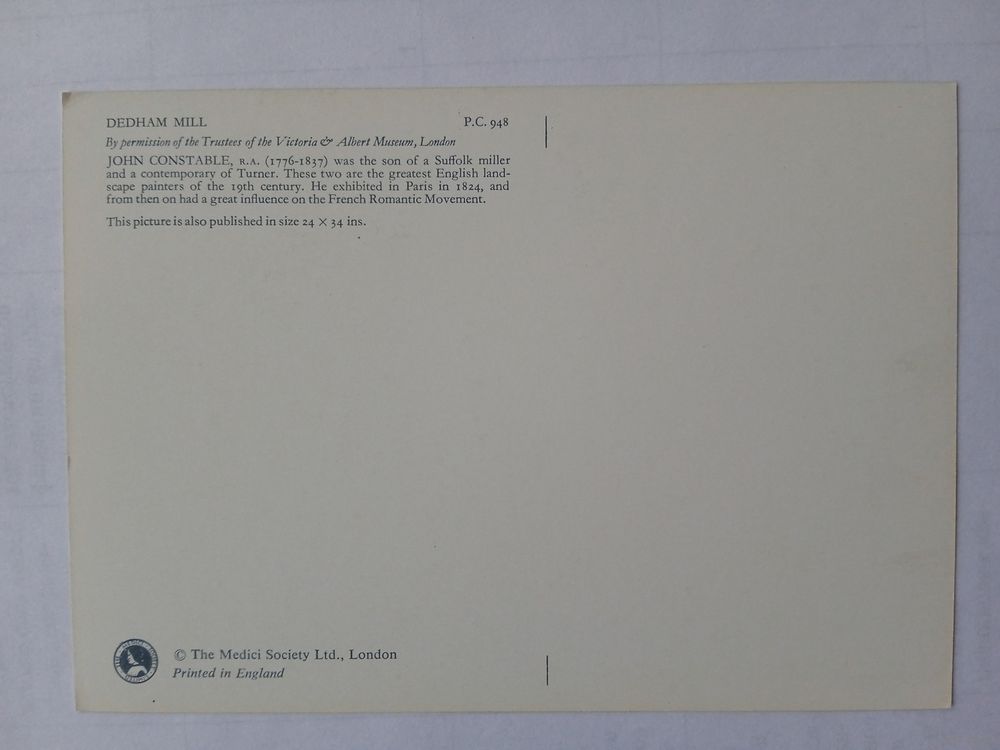 DEDHAM MILL P.C. 948
By permission of the Trustees of the Victoria & Albert Museum, London
JOHN CONSTABLE, R.A. (1776-1837) was the son of a Suffolk miller
and a contemporary of Turner. These two are the greatest English land-
scape painters of the 19th century. He exhibited in Paris in 1824, and
from then on had a great influence on the French Romantic Movement.
This picture is also published in size 24 × 34 ins.
© The Medici Society Ltd., London
Printed in England